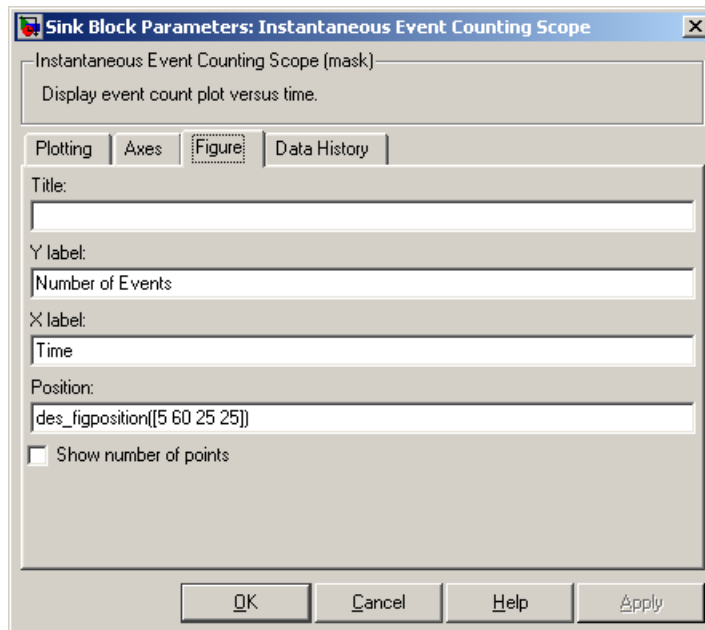 Sink Block Parameters: Instantaneous Event Counting Scope
Instantaneous Event Counting Scope (mask)
Display event count plot versus time.
Plotting Axes Figure Data History
Title:
Y label:
Number of Events
X label:
Time
Position:
des_figposition([5 60 25 25])
Show number of points
OK Cancel Help Apply